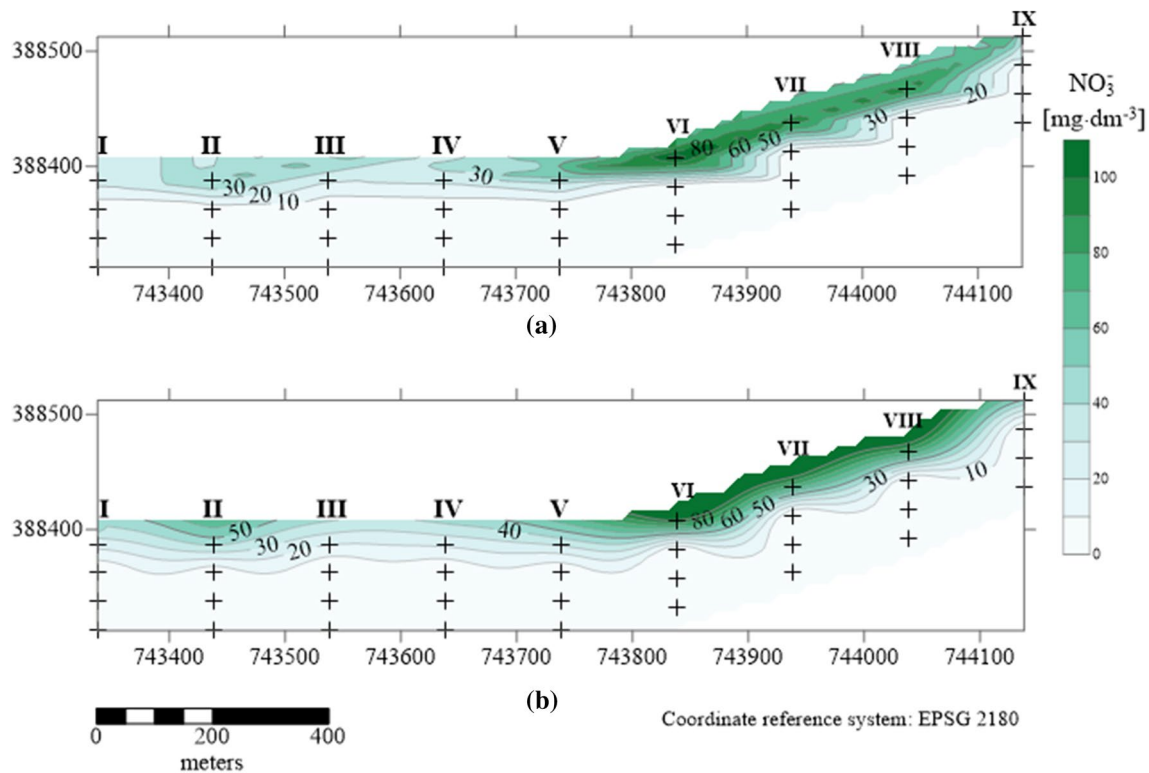 IX
388500
VIII
NO₃⁻
[mg·dm⁻³]
VII
20
30
VI
80 60 50
I II III IV V
388400
30
30 20 10
100
80
60
40
20
0
743400 743500 743600 743700 743800 743900 744000 744100
(a)
IX
388500
VIII
VII
10
30
VI
80 60 50
I II III IV V
388400
50 40
30 20
743400 743500 743600 743700 743800 743900 744000 744100
(b)
0 200 400
meters
Coordinate reference system: EPSG 2180